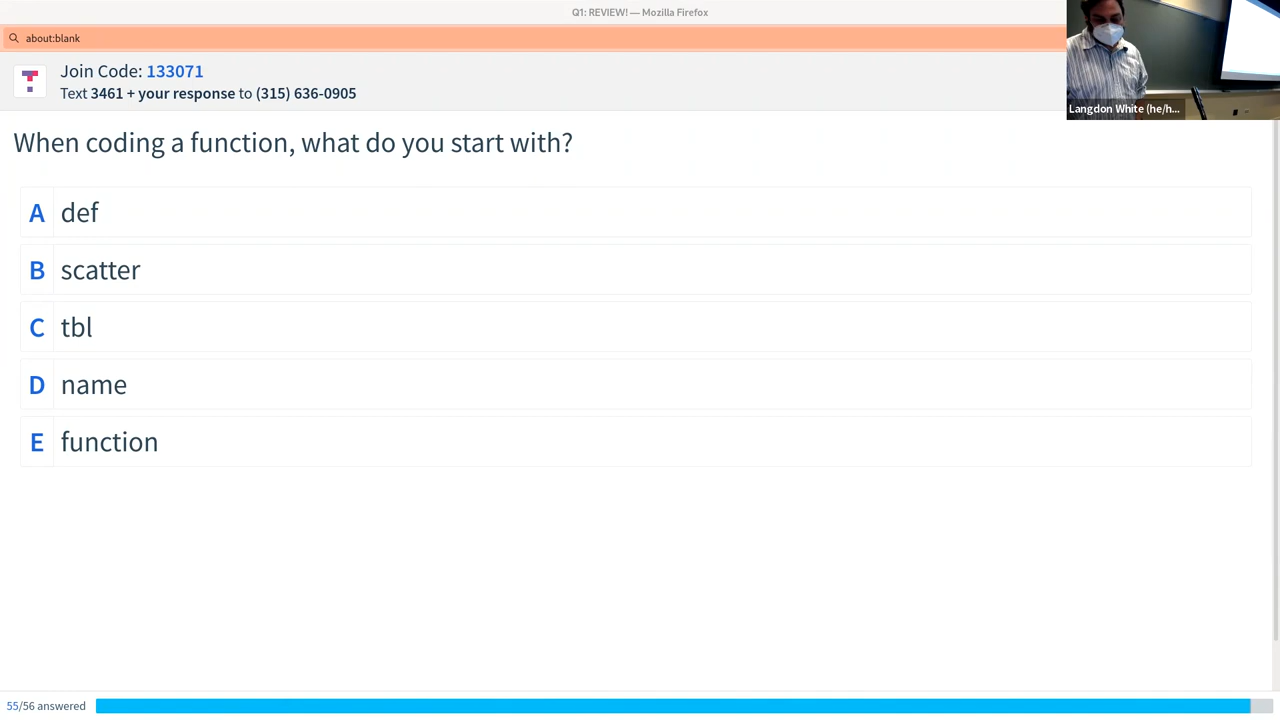 Q1: REVIEW! — Mozilla Firefox
about:blank
Join Code: 133071
Text 3461 + your response to (315) 636-0905
Langdon White (he/h...
When coding a function, what do you start with?
A def
B scatter
C tbl
D name
E function
55/56 answered